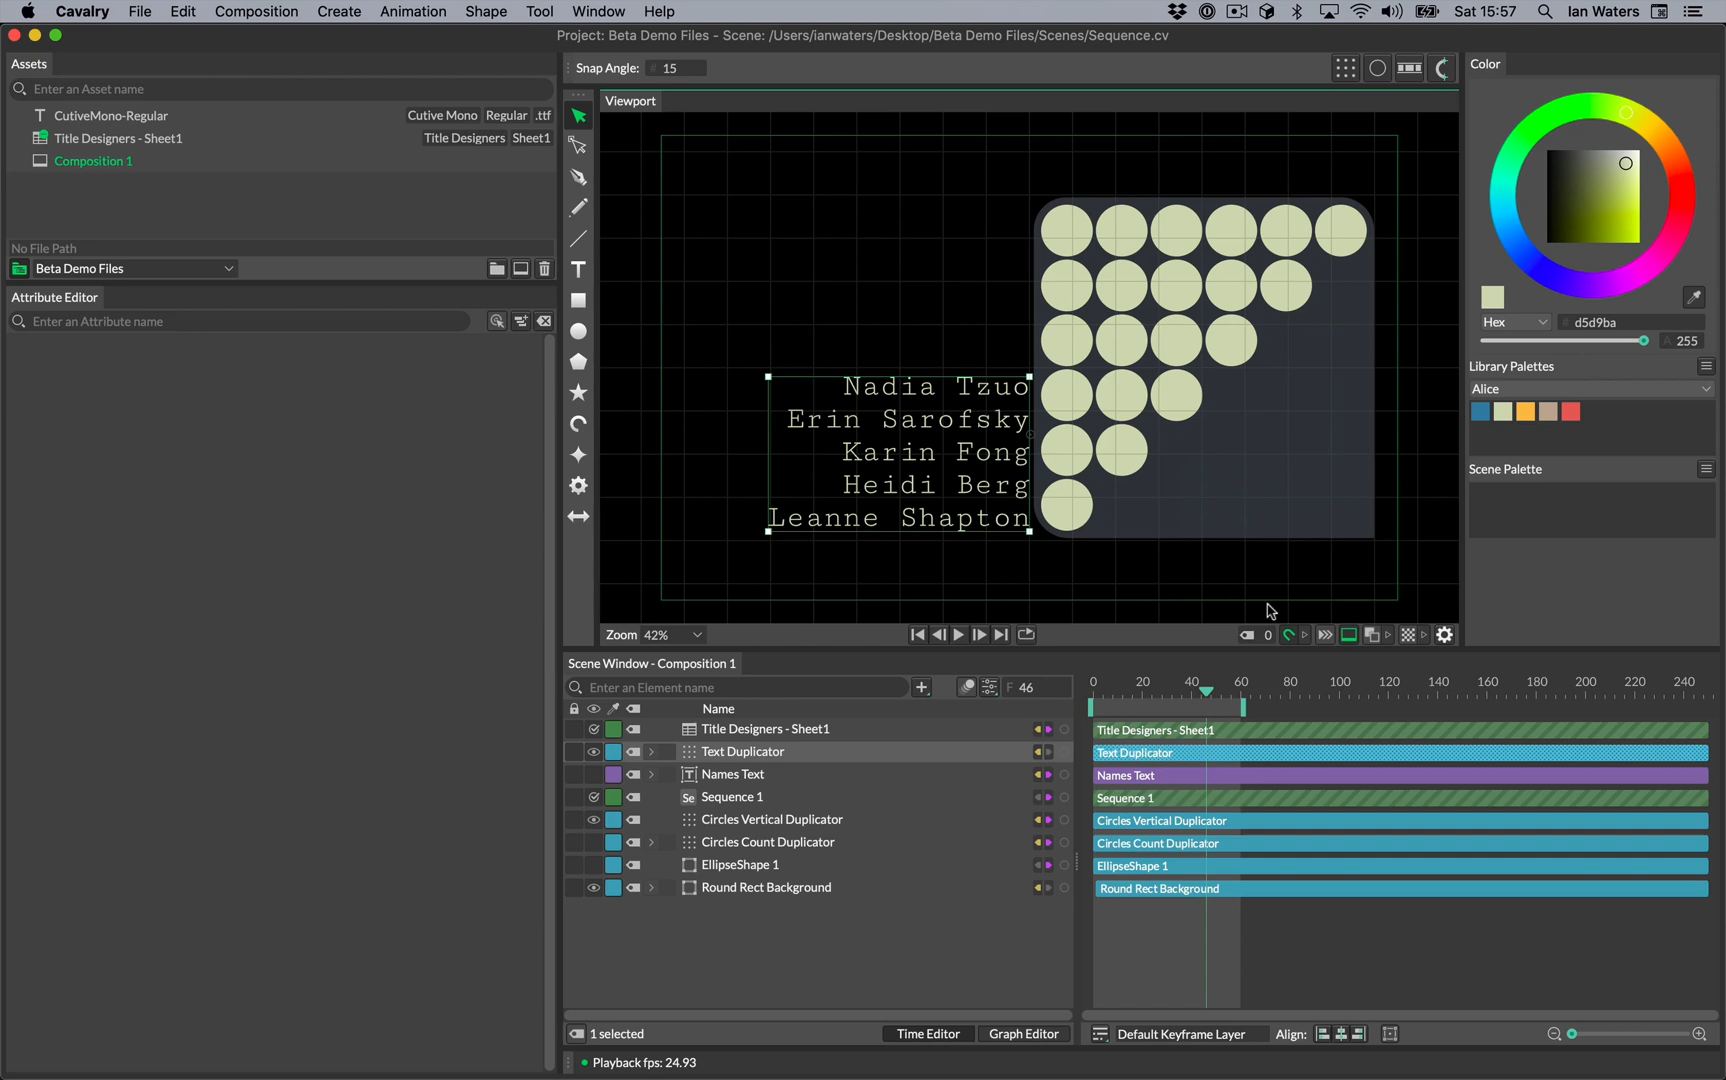 Cavalry File Edit Composition Create Animation Shape Tool Window Help Sat 15:57 Ian Waters
Project: Beta Demo Files - Scene: /Users/ianwaters/Desktop/Beta Demo Files/Scenes/Sequence.cv
Assets
Enter an Asset name
CutiveMono-Regular Cutive Mono Regular .ttf
Title Designers - Sheet1 Title Designers Sheet1
Composition 1
No File Path
Beta Demo Files
Attribute Editor
Enter an Attribute name
Snap Angle: # 15
Viewport
Nadia Tzuo
Erin Sarofsky
Karin Fong
Heidi Berg
Leanne Shapton
Zoom 42%
0
Color
Hex # d5d9ba
A 255
Library Palettes
Alice
Scene Palette
Scene Window - Composition 1
Enter an Element name F 46
0 20 40 60 80 100 120 140 160 180 200 220 240
Name
Title Designers - Sheet1 Title Designers - Sheet1
Text Duplicator Text Duplicator
Names Text Names Text
Se Sequence 1 Sequence 1
Circles Vertical Duplicator Circles Vertical Duplicator
Circles Count Duplicator Circles Count Duplicator
EllipseShape 1 EllipseShape 1
Round Rect Background Round Rect Background
1 selected Time Editor Graph Editor Default Keyframe Layer Align:
Playback fps: 24.93